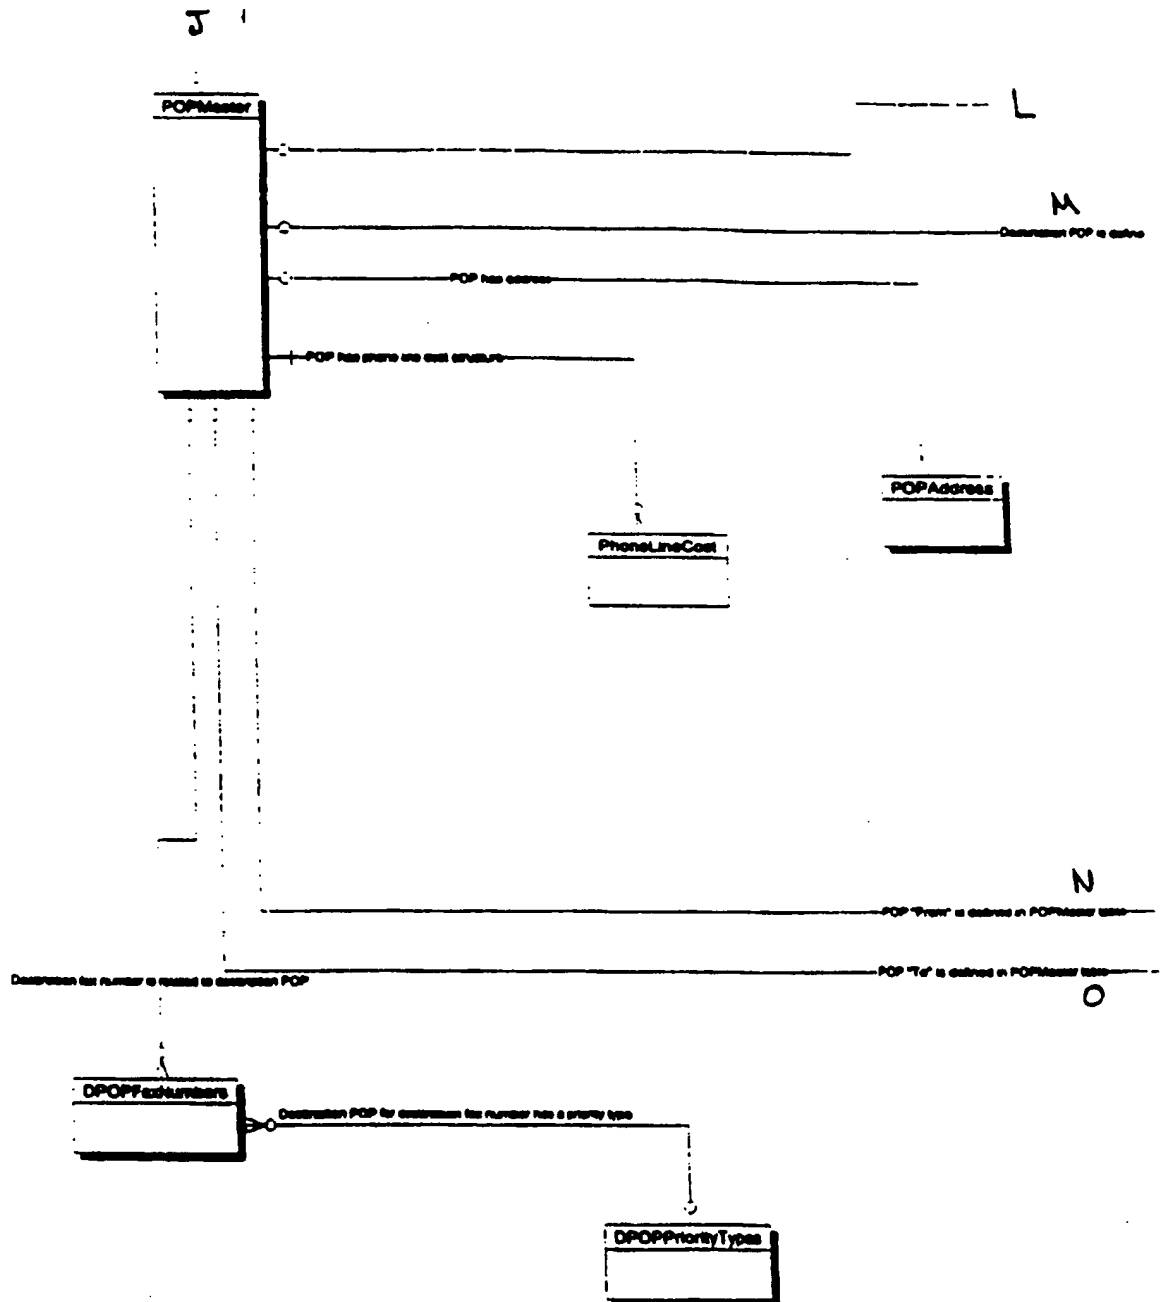 J
POPMaster
L
M
Destination POP is define
POP has address
POP has phone line cost structure
POPAddress
PhoneLineCost
N
POP "From" is defined in POPMaster table
POP "To" is defined in POPMaster table
Destination fax number is related to destination POP
O
DPOPFaxNumbers
Destination POP for destination fax number has a priority type
DPOPPriorityTypes